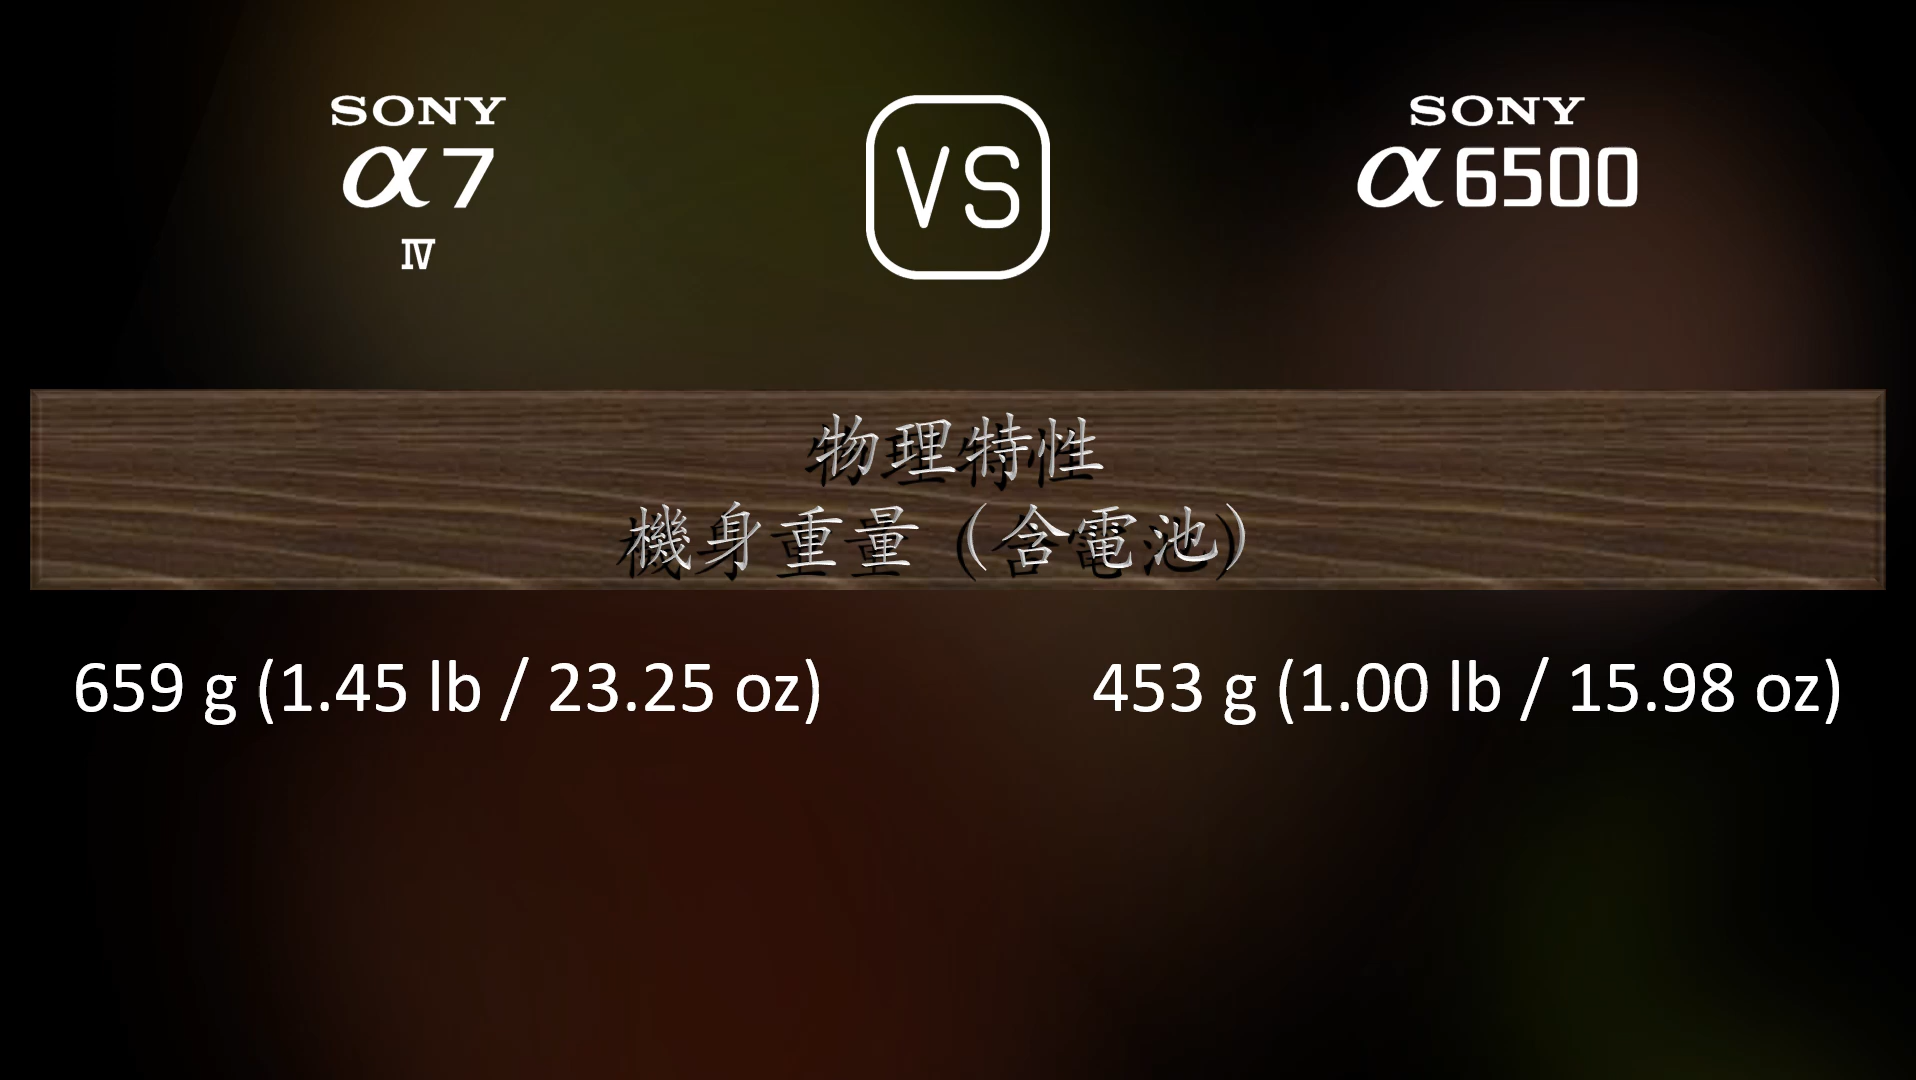 SONY
α7
IV
VS
SONY
α6500
物理特性
機身重量（含電池）
659 g (1.45 lb / 23.25 oz)
453 g (1.00 lb / 15.98 oz)